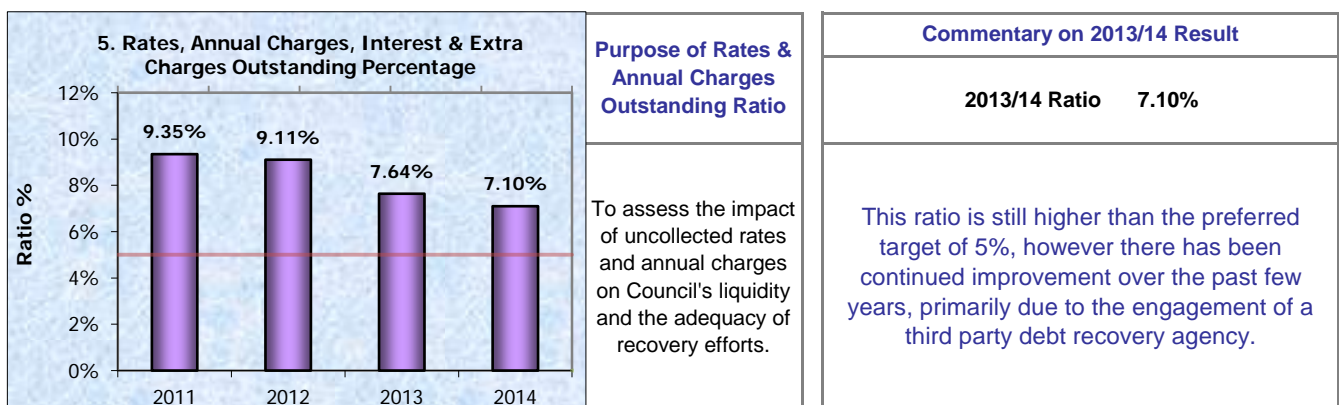 5. Rates, Annual Charges, Interest & Extra
Charges Outstanding Percentage
Ratio %
12%
10%
8%
6%
4%
2%
0%
9.35%
9.11%
7.64%
7.10%
2011
2012
2013
2014
Purpose of Rates &
Annual Charges
Outstanding Ratio
To assess the impact
of uncollected rates
and annual charges
on Council's liquidity
and the adequacy of
recovery efforts.
Commentary on 2013/14 Result
2013/14 Ratio 7.10%
This ratio is still higher than the preferred
target of 5%, however there has been
continued improvement over the past few
years, primarily due to the engagement of a
third party debt recovery agency.